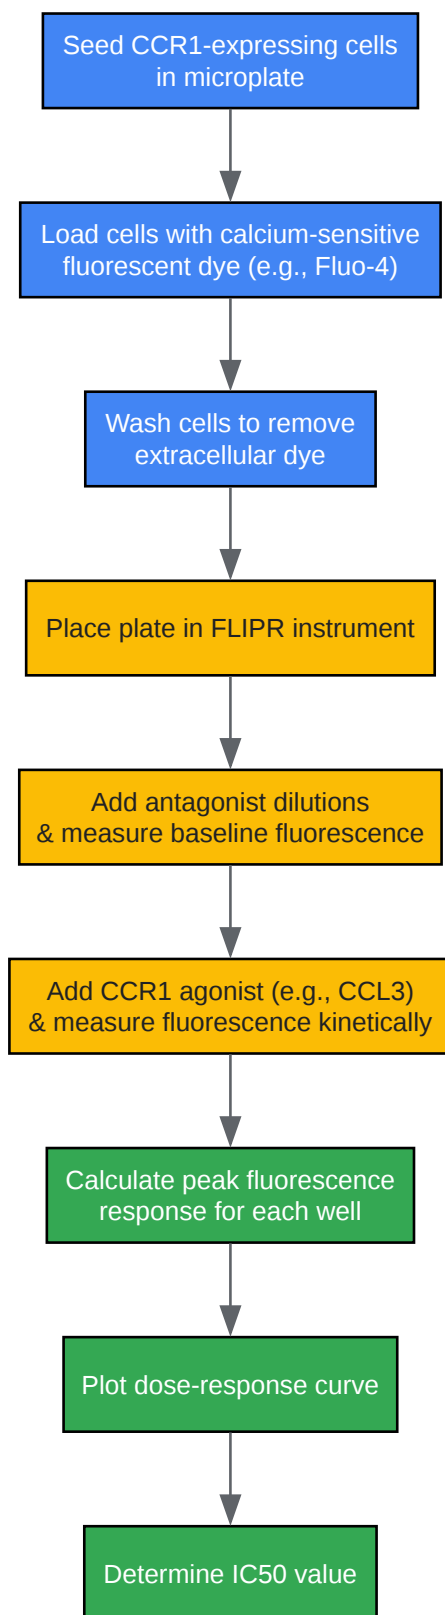 Seed CCR1-expressing cells
in microplate
Load cells with calcium-sensitive
fluorescent dye (e.g., Fluo-4)
Wash cells to remove
extracellular dye
Place plate in FLIPR instrument
Add antagonist dilutions
& measure baseline fluorescence
Add CCR1 agonist (e.g., CCL3)
& measure fluorescence kinetically
Calculate peak fluorescence
response for each well
Plot dose-response curve
Determine IC50 value